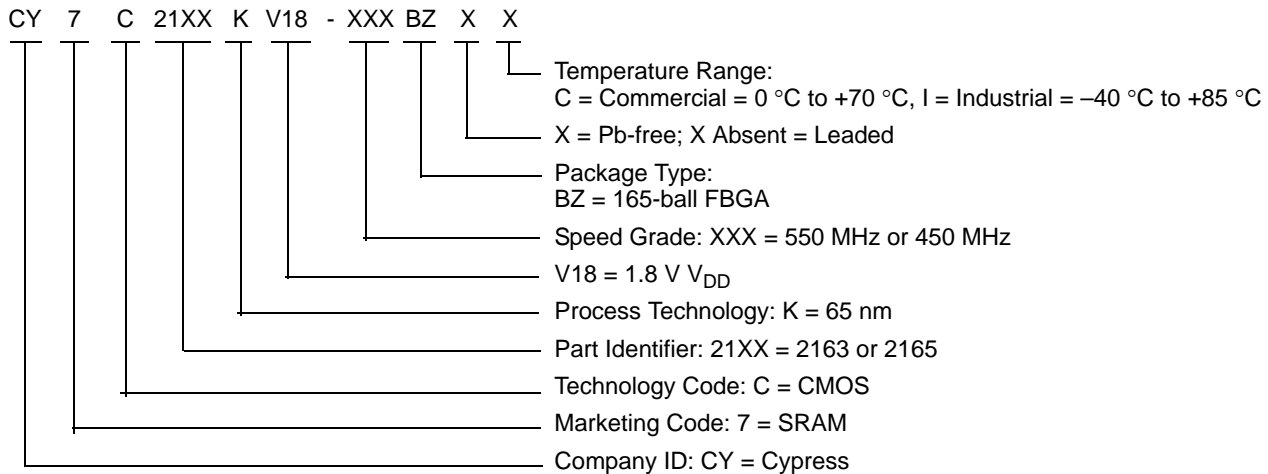 CY 7 C 21XX K V18 - XXX BZ X X
Temperature Range:
C = Commercial = 0 °C to +70 °C, I = Industrial = –40 °C to +85 °C
X = Pb-free; X Absent = Leaded
Package Type:
BZ = 165-ball FBGA
Speed Grade: XXX = 550 MHz or 450 MHz
V18 = 1.8 V VDD
Process Technology: K = 65 nm
Part Identifier: 21XX = 2163 or 2165
Technology Code: C = CMOS
Marketing Code: 7 = SRAM
Company ID: CY = Cypress